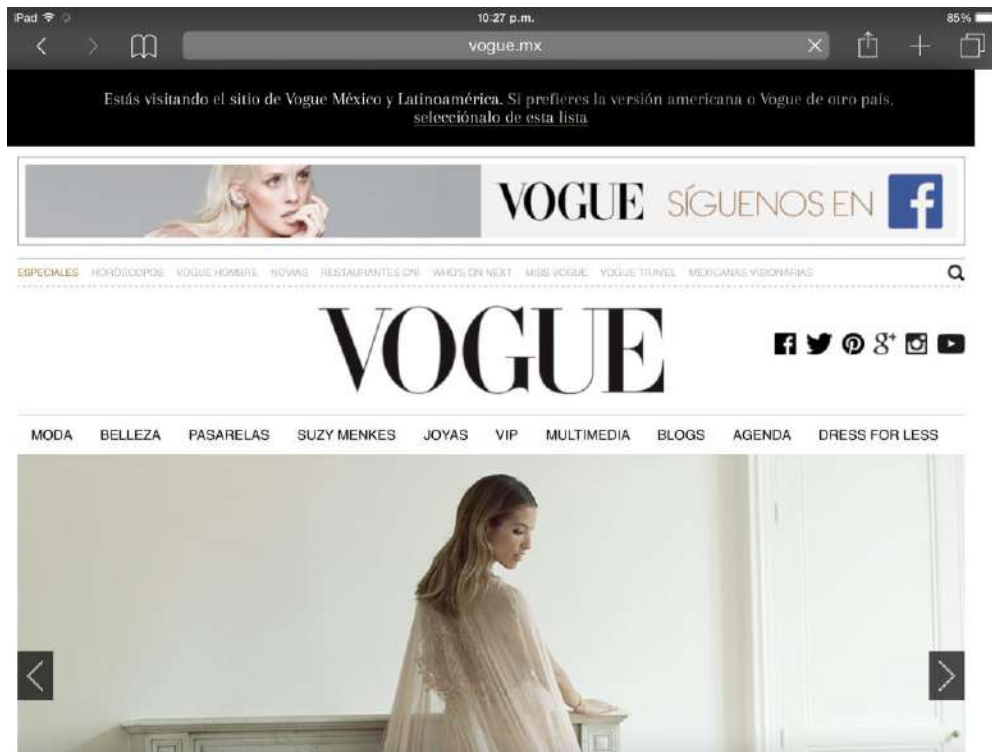 iPad 10:27 p.m. 85%
vogue.mx
Estás visitando el sitio de Vogue México y Latinoamérica. Si prefieres la versión americana o Vogue de otro país,
selecciónalo de esta lista
VOGUE SÍGUENOS EN f
ESPECIALES HORÓSCOPOS VOGUE HOMBRE NOVIAS RESTAURANTES CNI WHO'S ON NEXT MISS VOGUE VOGUE TRAVEL MEXICANAS VISIONARIAS
VOGUE
MODA BELLEZA PASARELAS SUZY MENKES JOYAS VIP MULTIMEDIA BLOGS AGENDA DRESS FOR LESS